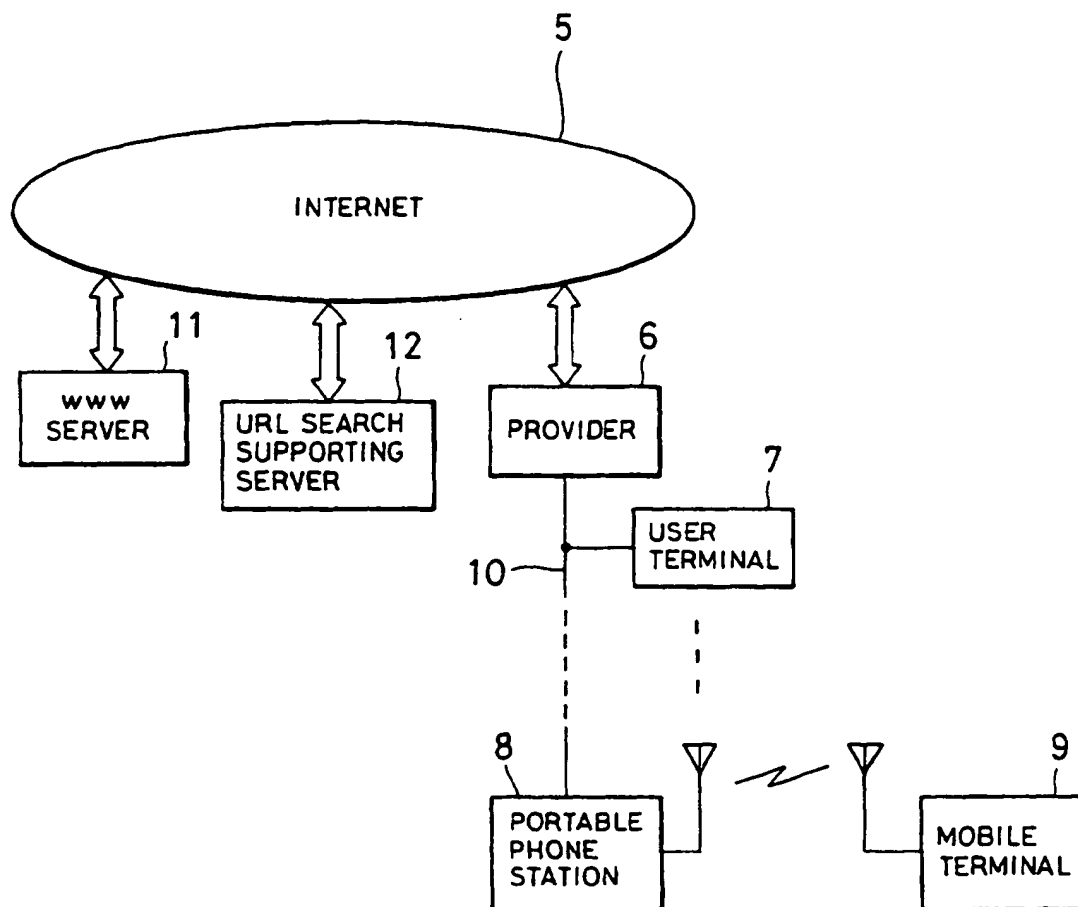 5
INTERNET
11
12
6
WWW
SERVER
URL SEARCH
SUPPORTING
SERVER
PROVIDER
7
USER
TERMINAL
10
8
9
PORTABLE
PHONE
STATION
MOBILE
TERMINAL